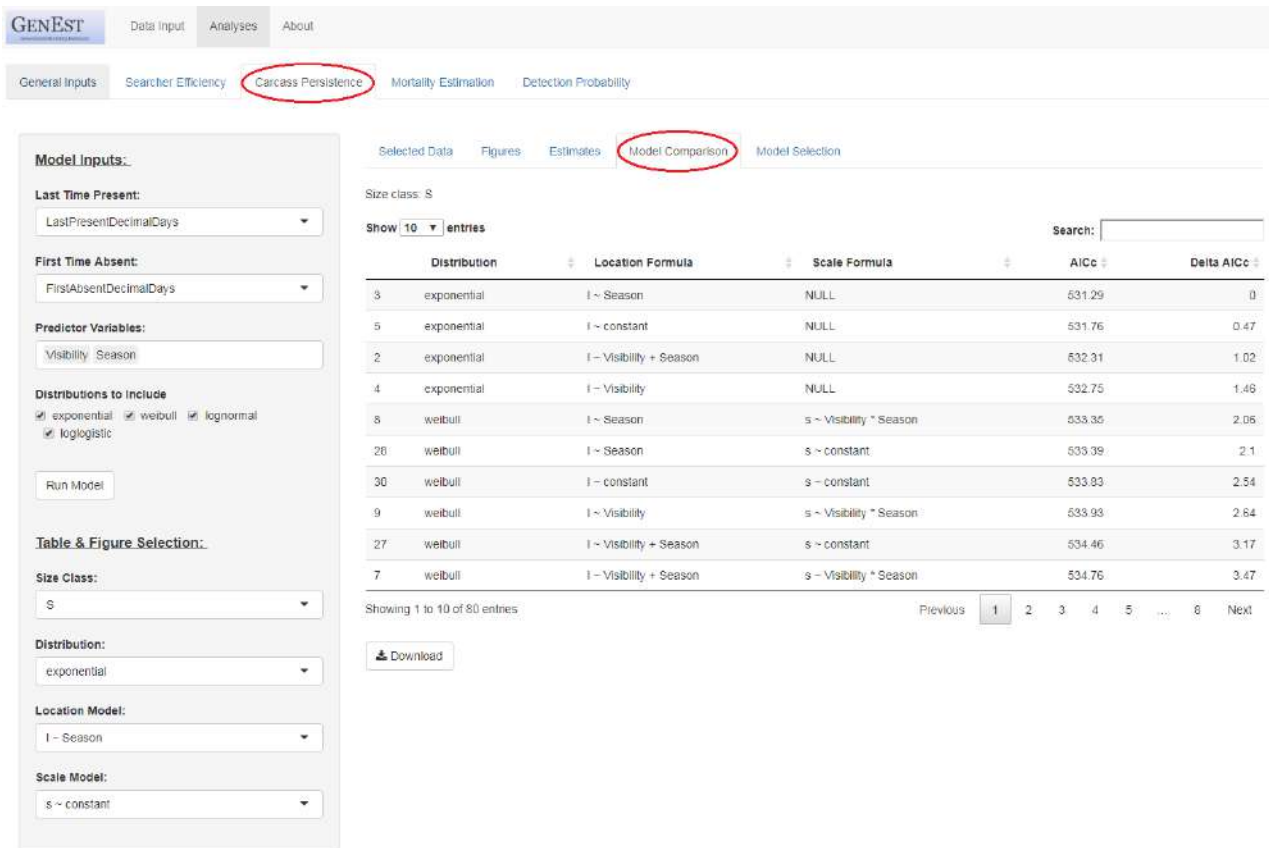 GENEST Data Input Analyses About
General Inputs Searcher Efficiency Carcass Persistence Mortality Estimation Detection Probability
Model Inputs:
Last Time Present:
LastPresentDecimalDays
First Time Absent:
FirstAbsentDecimalDays
Predictor Variables:
Visibility Season
Distributions to Include
exponential weibull lognormal
loglogistic
Run Model
Table & Figure Selection:
Size Class:
S
Distribution:
exponential
Location Model:
l ~ Season
Scale Model:
s ~ constant
Selected Data Figures Estimates Model Comparison Model Selection
Size class: S
Show 10 entries Search:
Distribution Location Formula Scale Formula AICc Delta AICc
3 exponential l ~ Season NULL 531.29 0
5 exponential l ~ constant NULL 531.76 0.47
2 exponential l ~ Visibility + Season NULL 532.31 1.02
4 exponential l ~ Visibility NULL 532.75 1.46
8 weibull l ~ Season s ~ Visibility * Season 533.35 2.06
28 weibull l ~ Season s ~ constant 533.39 2.1
30 weibull l ~ constant s ~ constant 533.83 2.54
9 weibull l ~ Visibility s ~ Visibility * Season 533.93 2.64
27 weibull l ~ Visibility + Season s ~ constant 534.46 3.17
7 weibull l ~ Visibility + Season s ~ Visibility * Season 534.76 3.47
Showing 1 to 10 of 80 entries Previous 1 2 3 4 5 ... 8 Next
Download